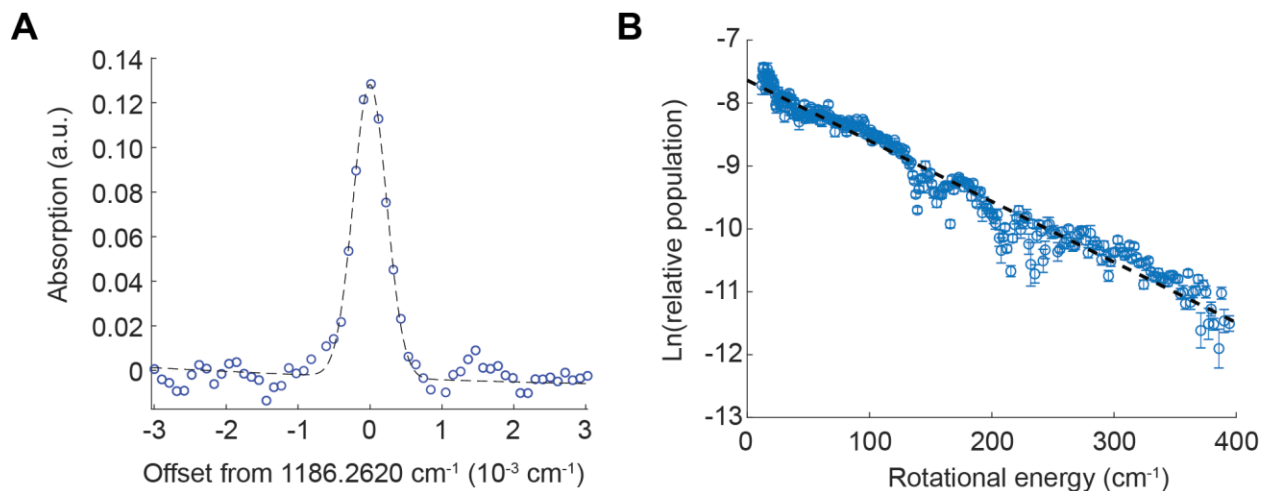 A
0.14
0.12
0.10
0.08
0.06
0.04
0.02
0
Absorption (a.u.)
-3 -2 -1 0 1 2 3
Offset from 1186.2620 cm⁻¹ (10⁻³ cm⁻¹)
B
-7
-8
-9
-10
-11
-12
-13
Ln(relative population)
0 100 200 300 400
Rotational energy (cm⁻¹)